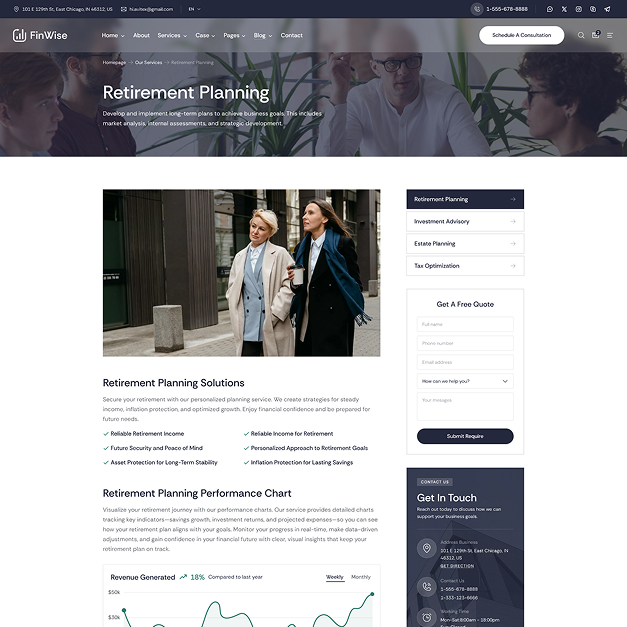 101 E 129th St, East Chicago, IN 46312, US
hi.avitex@gmail.com
EN
1-555-678-8888
FinWise
Home
About
Services
Case
Pages
Blog
Contact
Schedule A Consultation
Homepage
Our Services
Retirement Planning
Retirement Planning
Develop and implement long-term plans to achieve business goals. This includes
market analysis, internal assessments, and strategic development.
Retirement Planning Solutions
Secure your retirement with our personalized planning service. We create strategies for steady
income, inflation protection, and optimized growth. Enjoy financial confidence and be prepared for
future needs.
Reliable Retirement Income
Reliable Income for Retirement
Future Security and Peace of Mind
Personalized Approach to Retirement Goals
Asset Protection for Long-Term Stability
Inflation Protection for Lasting Savings
Retirement Planning Performance Chart
Visualize your retirement journey with our performance charts. Our service provides detailed charts
tracking key indicators—savings growth, investment returns, and projected expenses—so you can see
how your retirement plan aligns with your goals. Monitor your progress in real-time, make data-driven
adjustments, and gain confidence in your financial future with clear, visual insights that keep your
retirement plan on track.
Revenue Generated
18%
Compared to last year
Weekly
Monthly
$50k
$30k
Retirement Planning
Investment Advisory
Estate Planning
Tax Optimization
Get A Free Quote
Full name
Phone number
Email address
How can we help you?
Your messages
Submit Require
CONTACT US
Get In Touch
Reach out today to discuss how we can
support your business goals.
Address Business
101 E 129th St, East Chicago, IN
46312, US
GET DIRECTION
Contact Us
1-555-678-8888
1-333-123-6666
Working Time
Mon-Sat:8:00am - 18:00pm